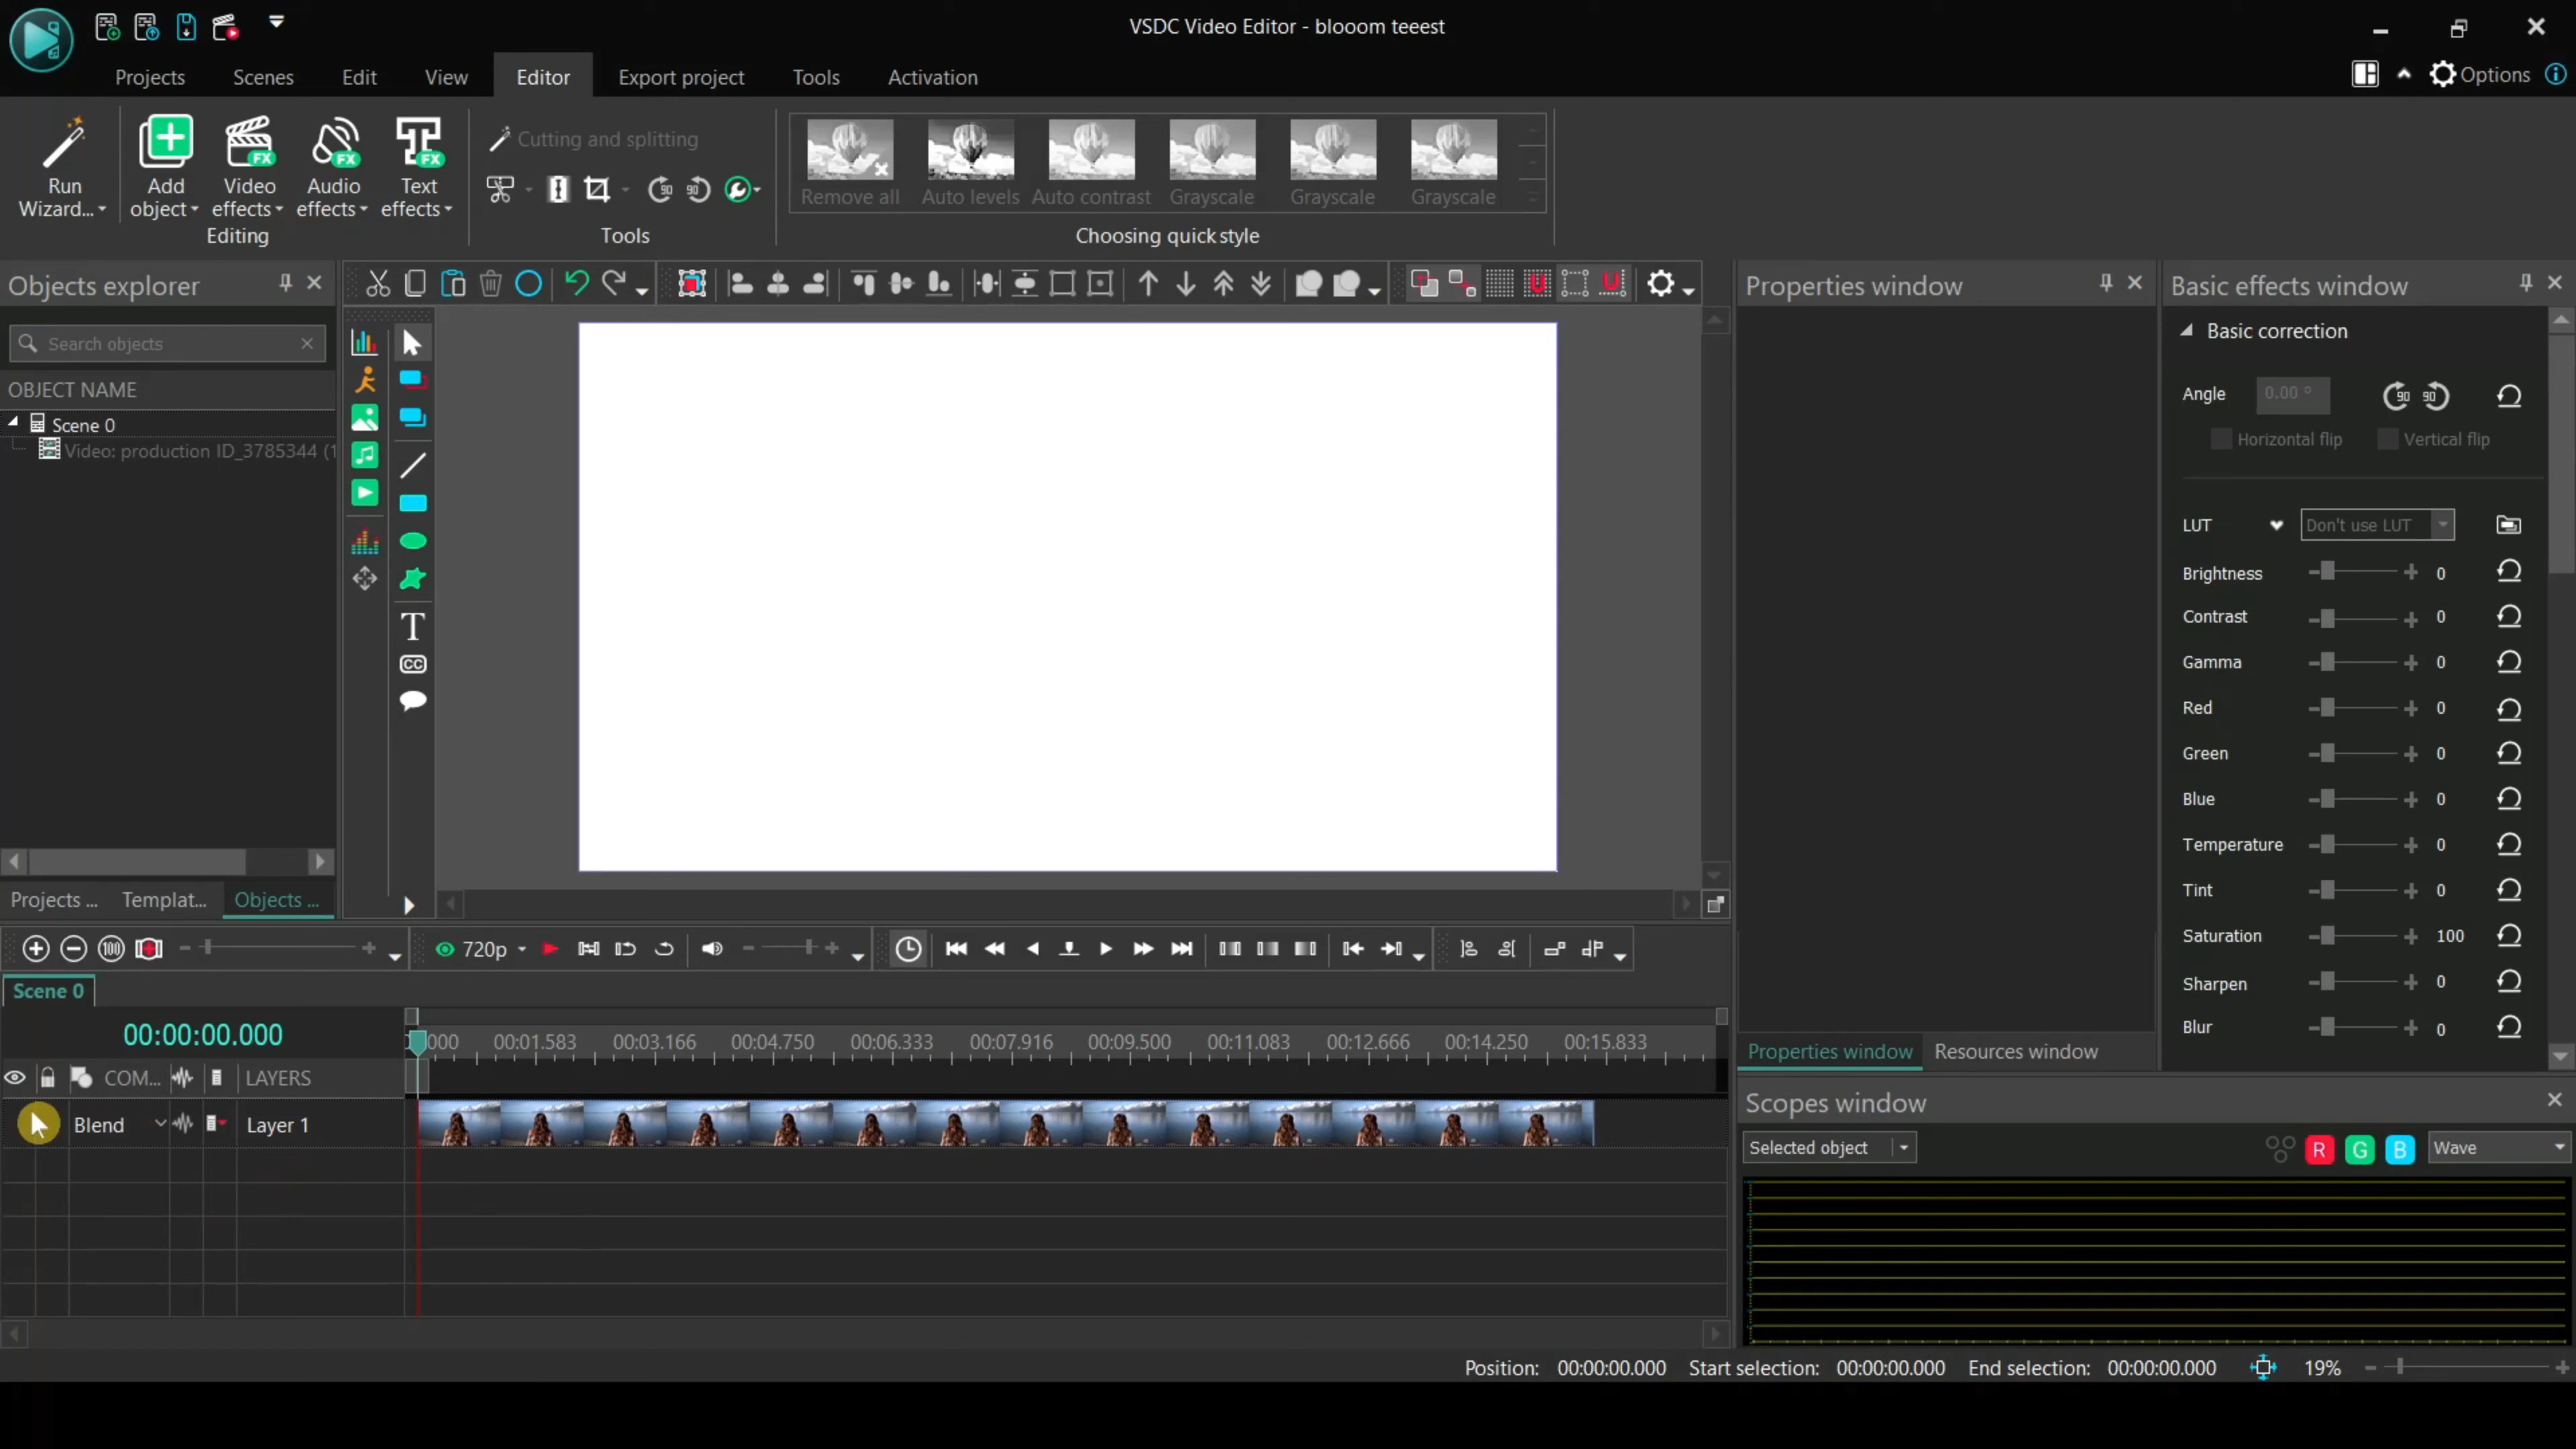 VSDC Video Editor - blooom teeest
Projects Scenes Edit View Editor Export project Tools Activation
Options
Run Wizard...
Add object
Video effects
Audio effects
Text effects
Editing
Cutting and splitting
Tools
Remove all Auto levels Auto contrast Grayscale Grayscale Grayscale
Choosing quick style
Objects explorer
Search objects
OBJECT NAME
Scene 0
Video: production ID_3785344 (1
Projects ... Templat... Objects ...
Properties window
Properties window Resources window
Basic effects window
Basic correction
Angle 0.00 °
Horizontal flip Vertical flip
LUT Don't use LUT
Brightness 0
Contrast 0
Gamma 0
Red 0
Green 0
Blue 0
Temperature 0
Tint 0
Saturation 100
Sharpen 0
Blur 0
720p
Scene 0
00:00:00.000
000 00:01.583 00:03.166 00:04.750 00:06.333 00:07.916 00:09.500 00:11.083 00:12.666 00:14.250 00:15.833
COM... LAYERS
Blend Layer 1
Scopes window
Selected object R G B Wave
Position: 00:00:00.000 Start selection: 00:00:00.000 End selection: 00:00:00.000 19%